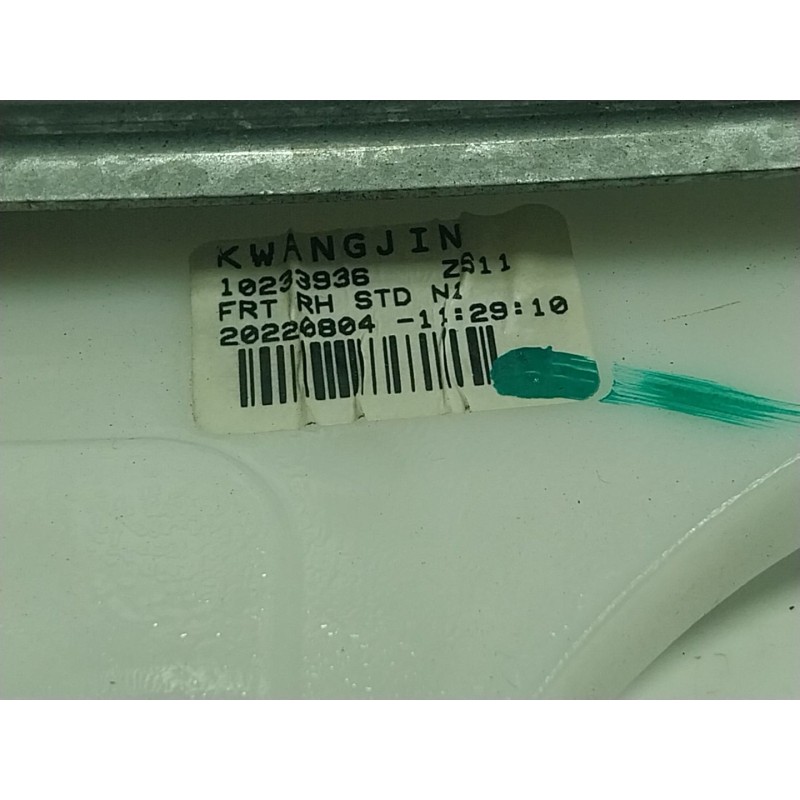 KWANGJIN
10233936 ZS11
FRT RH STD N1
20220804 -11:29:10